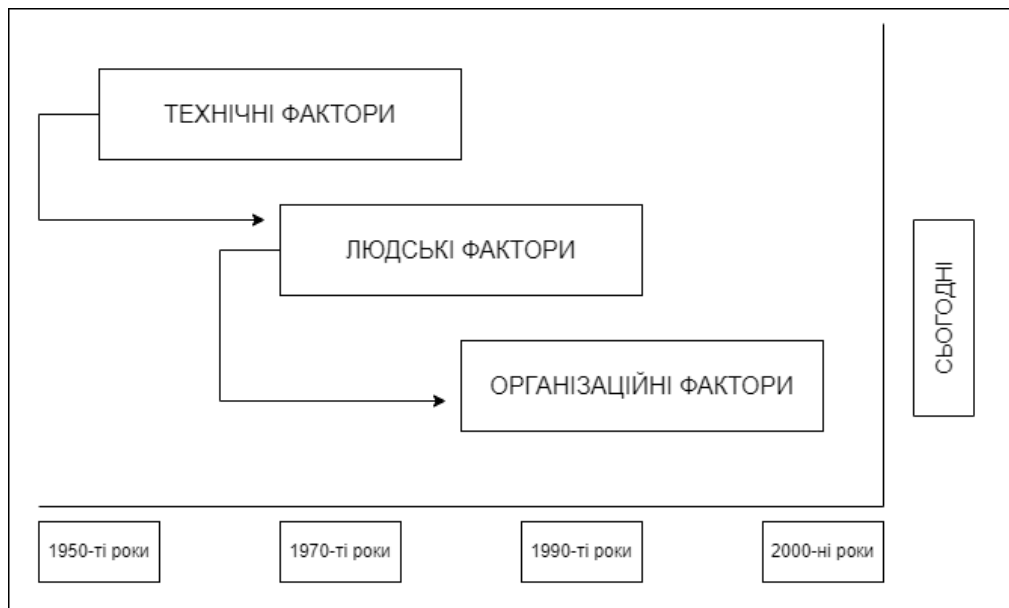 ТЕХНІЧНІ ФАКТОРИ
ЛЮДСЬКІ ФАКТОРИ
ОРГАНІЗАЦІЙНІ ФАКТОРИ
СЬОГОДНІ
1950-ті роки
1970-ті роки
1990-ті роки
2000-ні роки